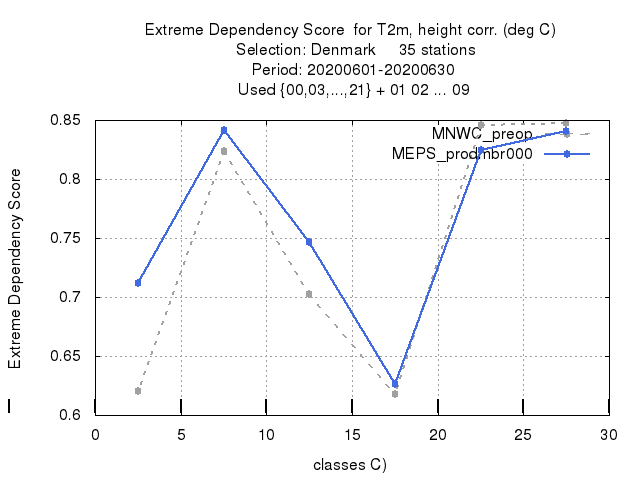 Extreme Dependency Score for T2m, height corr. (deg C)
Selection: Denmark 35 stations
Period: 20200601-20200630
Used {00,03,...,21} + 01 02 ... 09
MNWC_preop
MEPS_prodmbr000
Extreme Dependency Score
0.85
0.8
0.75
0.7
0.65
0.6
0 5 10 15 20 25 30
classes C)